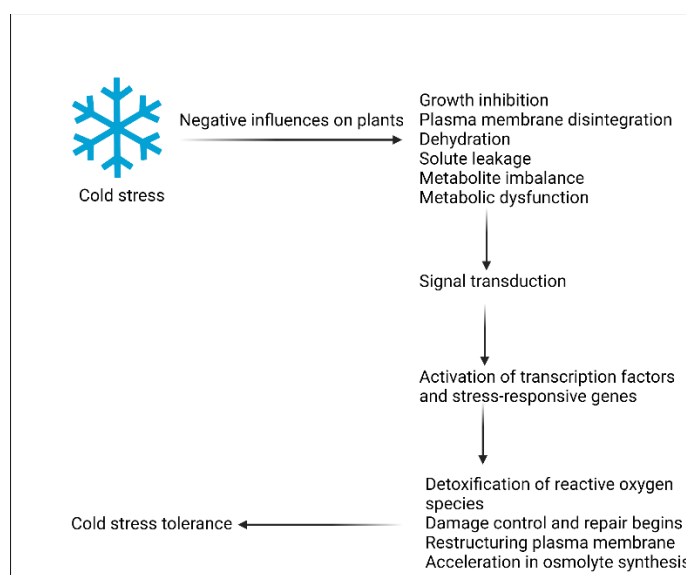 Negative influences on plants
Cold stress
Growth inhibition
Plasma membrane disintegration
Dehydration
Solute leakage
Metabolite imbalance
Metabolic dysfunction
Signal transduction
Activation of transcription factors
and stress-responsive genes
Detoxification of reactive oxygen
species
Damage control and repair begins
Restructuring plasma membrane
Acceleration in osmolyte synthesis
Cold stress tolerance